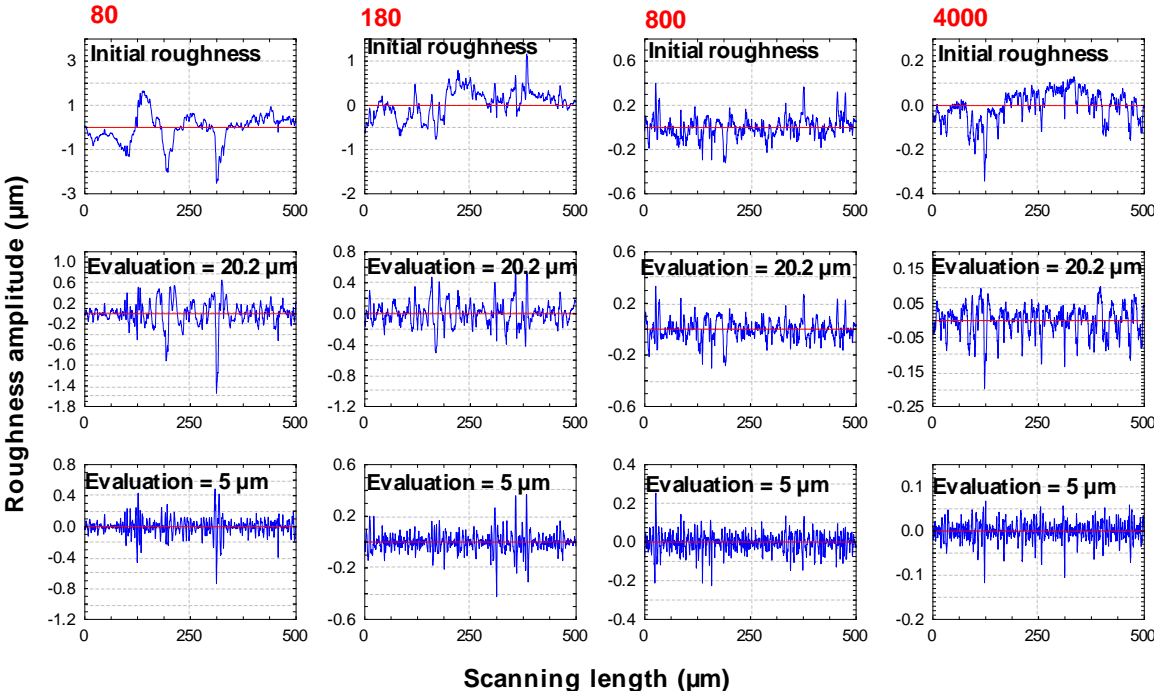 80 180 800 4000
Initial roughness Initial roughness Initial roughness Initial roughness
3 1 -1 -3
1 0 -1 -2
0.8 0.4 0.0 -0.2 -0.6
0.2 0.0 -0.2 -0.4
0 250 500 0 250 500 0 250 500 0 250 500
Evaluation = 20.2 µm Evaluation = 20.2 µm Evaluation = 20.2 µm Evaluation = 20.2 µm
1.0 0.6 0.2 -0.2 -0.6 -1.0 -1.4 -1.8
0.8 0.4 0.0 -0.4 -0.8 -1.2
0.6 0.2 -0.2 -0.6
0.15 0.05 -0.05 -0.15 -0.25
0 250 500 0 250 500 0 250 500 0 250 500
Evaluation = 5 µm Evaluation = 5 µm Evaluation = 5 µm Evaluation = 5 µm
0.8 0.4 0.0 -0.4 -0.8 -1.2
0.6 0.2 -0.2 -0.6
0.4 0.2 0.0 -0.2 -0.4
0.1 0.0 -0.1 -0.2
0 250 500 0 250 500 0 250 500 0 250 500
Roughness amplitude (µm)
Scanning length (µm)